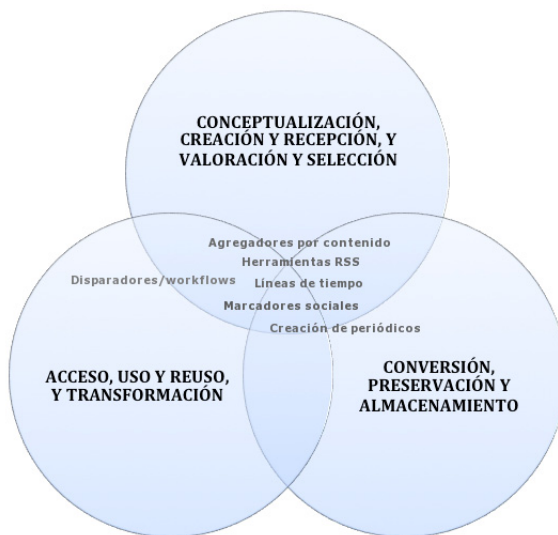 CONCEPTUALIZACIÓN,
CREACIÓN Y RECEPCIÓN, Y
VALORACIÓN Y SELECCIÓN
Agregadores por contenido
Herramientas RSS
Disparadores/workflows
Líneas de tiempo
Marcadores sociales
Creación de periódicos
ACCESO, USO Y REUSO,
Y TRANSFORMACIÓN
CONVERSIÓN,
PRESERVACIÓN Y
ALMACENAMIENTO